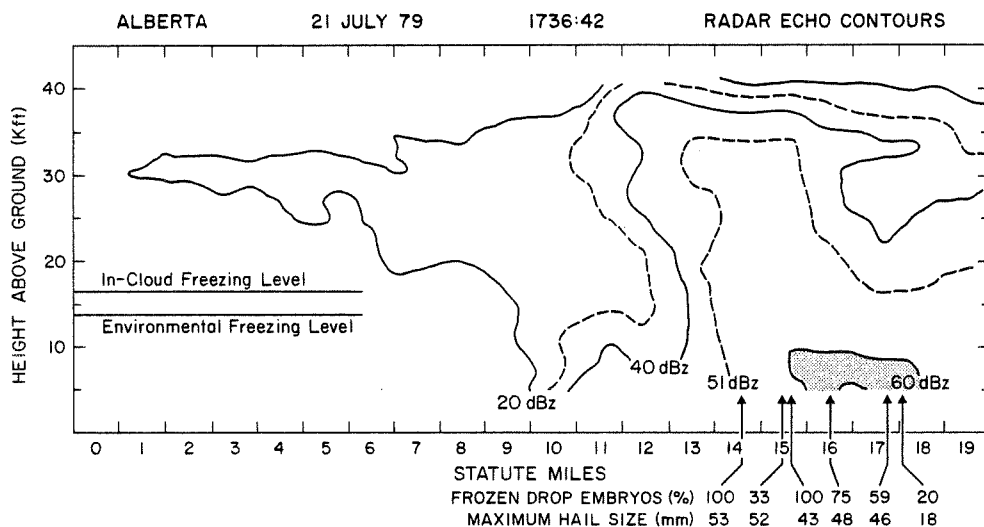 ALBERTA 21 JULY 79 1736:42 RADAR ECHO CONTOURS
HEIGHT ABOVE GROUND (Kft)
40
30
20
10
In-Cloud Freezing Level
Environmental Freezing Level
20 dBz
40 dBz
51 dBz
60 dBz
0 1 2 3 4 5 6 7 8 9 10 11 12 13 14 15 16 17 18 19
STATUTE MILES
FROZEN DROP EMBRYOS (%) 100 33 100 75 59 20
MAXIMUM HAIL SIZE (mm) 53 52 43 48 46 18